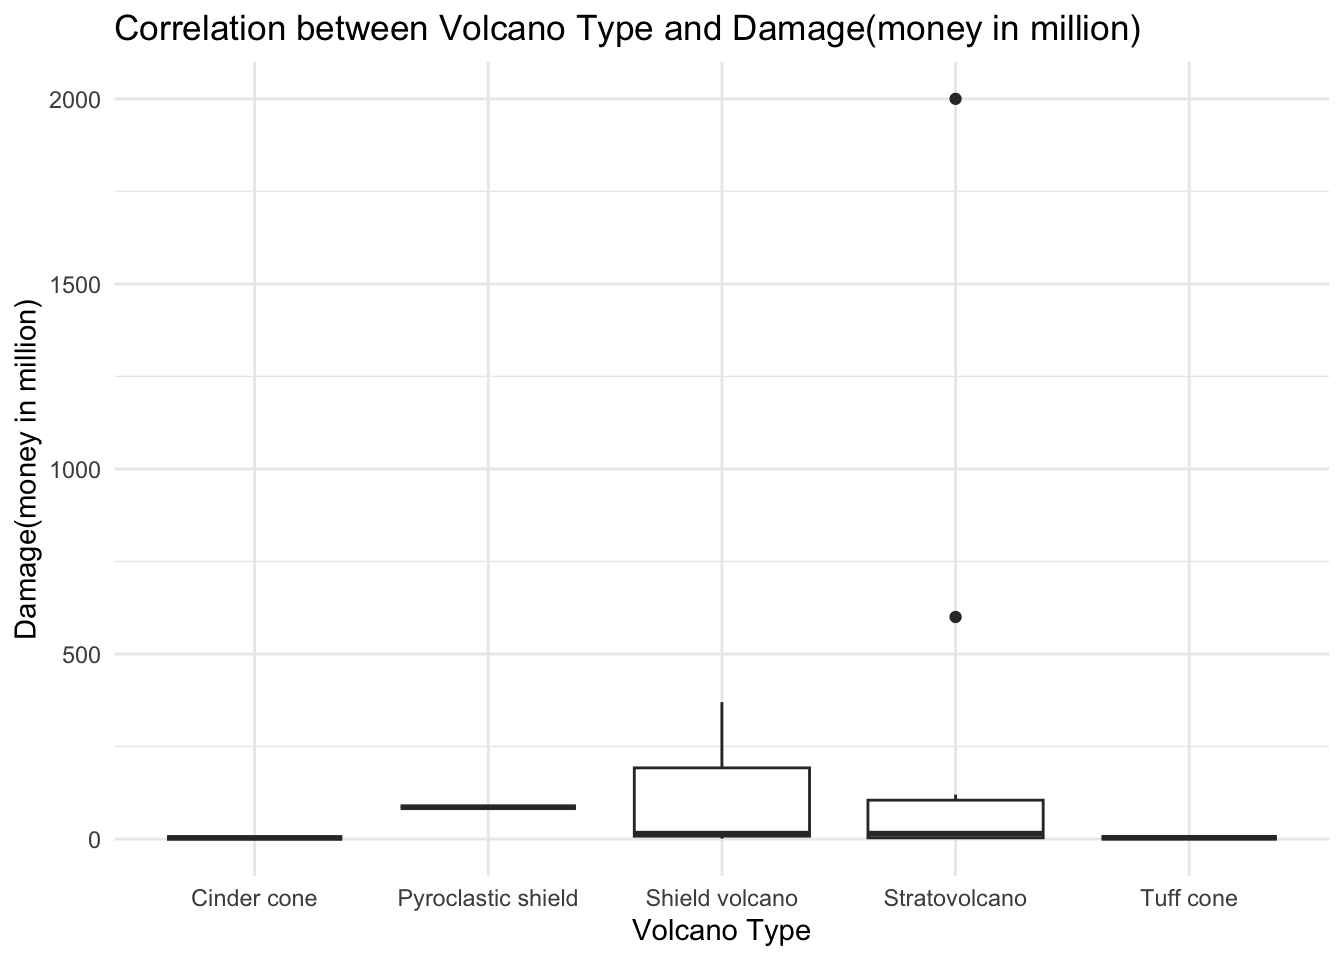 Correlation between Volcano Type and Damage(money in million)
Damage(money in million)
2000
1500
1000
500
0
Cinder cone Pyroclastic shield Shield volcano Stratovolcano Tuff cone
Volcano Type